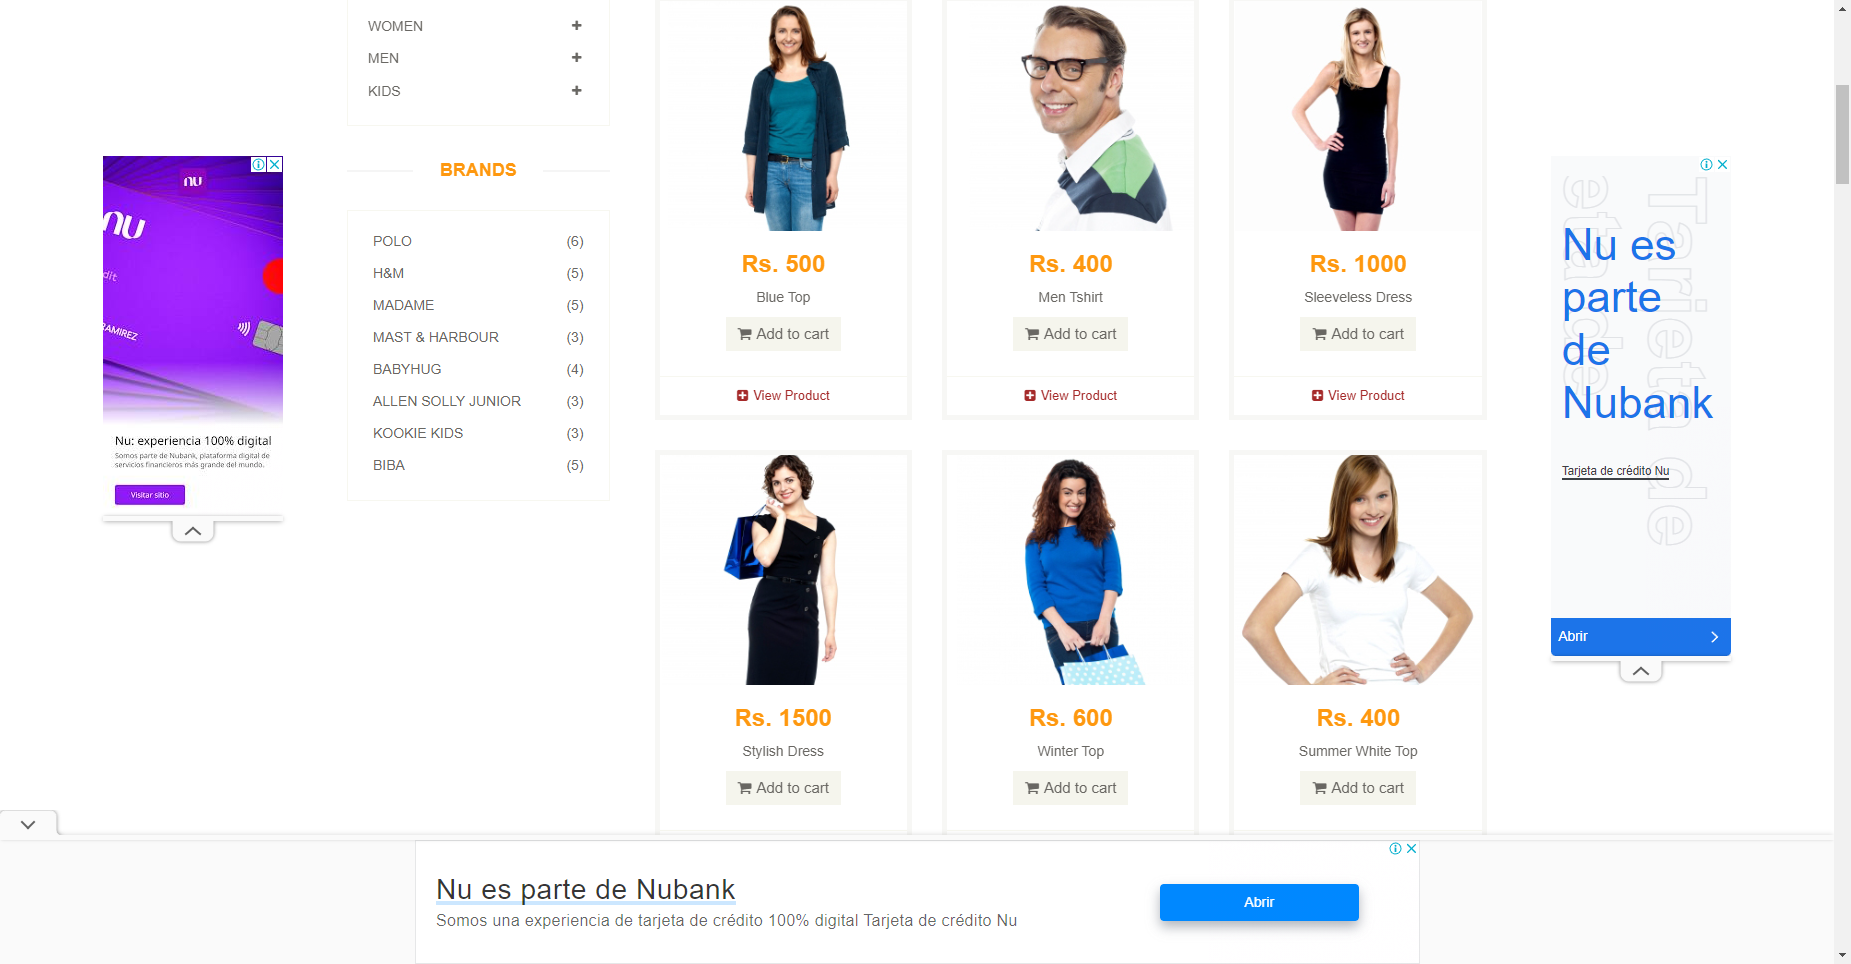 WOMEN
MEN
KIDS
BRANDS
POLO (6)
H&M (5)
MADAME (5)
MAST & HARBOUR (3)
BABYHUG (4)
ALLEN SOLLY JUNIOR (3)
KOOKIE KIDS (3)
BIBA (5)
nu
nu
dit
RAMIREZ
Nu: experiencia 100% digital
Somos parte de Nubank, plataforma digital de
servicios financieros más grande del mundo.
Visitar sitio
Rs. 500
Blue Top
Add to cart
View Product
Rs. 400
Men Tshirt
Add to cart
View Product
Rs. 1000
Sleeveless Dress
Add to cart
View Product
Rs. 1500
Stylish Dress
Add to cart
Rs. 600
Winter Top
Add to cart
Rs. 400
Summer White Top
Add to cart
Tarjeta de
Nu es
parte
de
Nubank
Tarjeta de crédito Nu
Abrir
Nu es parte de Nubank
Somos una experiencia de tarjeta de crédito 100% digital Tarjeta de crédito Nu
Abrir